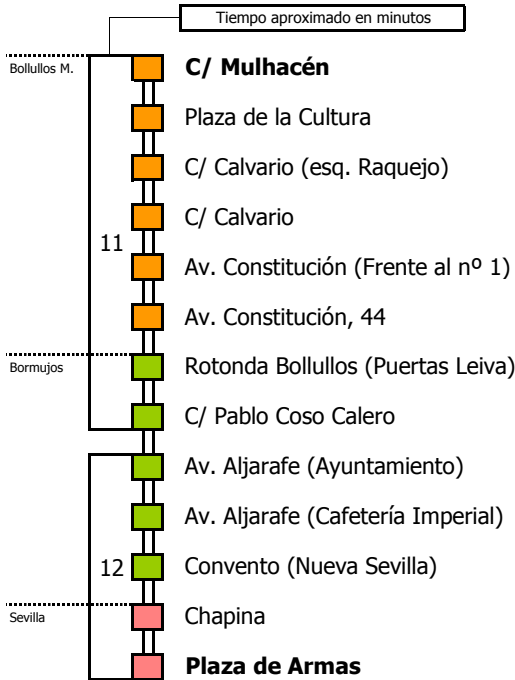 Tiempo aproximado en minutos
Bollullos M.
C/ Mulhacén
Plaza de la Cultura
C/ Calvario (esq. Raquejo)
C/ Calvario
11
Av. Constitución (Frente al nº 1)
Av. Constitución, 44
Bormujos
Rotonda Bollullos (Puertas Leiva)
C/ Pablo Coso Calero
Av. Aljarafe (Ayuntamiento)
Av. Aljarafe (Cafetería Imperial)
12
Convento (Nueva Sevilla)
Sevilla
Chapina
Plaza de Armas